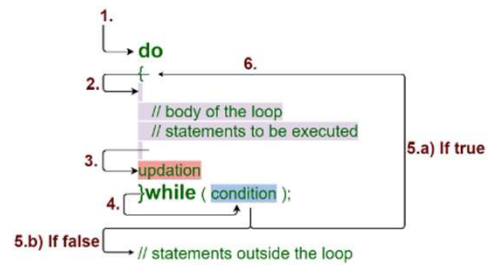 1.
do
6.
{
2.
// body of the loop
// statements to be executed
5.a) If true
3.
updation
}while ( condition );
4.
5.b) If false
// statements outside the loop